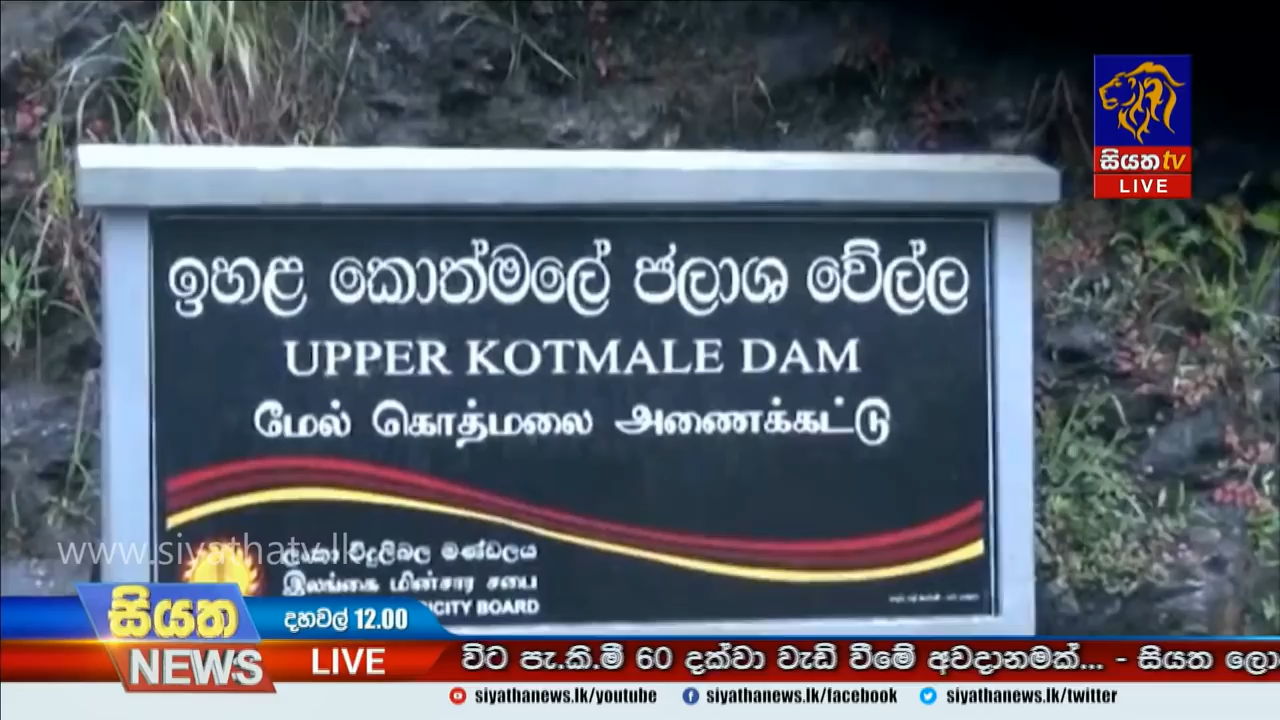 සියත tv
LIVE
ඉහළ කොත්මලේ ජලාශ වේල්ල
UPPER KOTMALE DAM
மேல் கொத்மலை அணைக்கட்டு
www.siyathatv.lk
ලංකා විදුලිබල මණ්ඩලය
இலங்கை மின்சார சபை
BOARD
සියත
දහවල් 12.00
NEWS
LIVE
විට පැ.කි.මී 60 දක්වා වැඩි වීමේ අවදානමක්... - සියත
siyathanews.lk/youtube
siyathanews.lk/facebook
siyathanews.lk/twitter